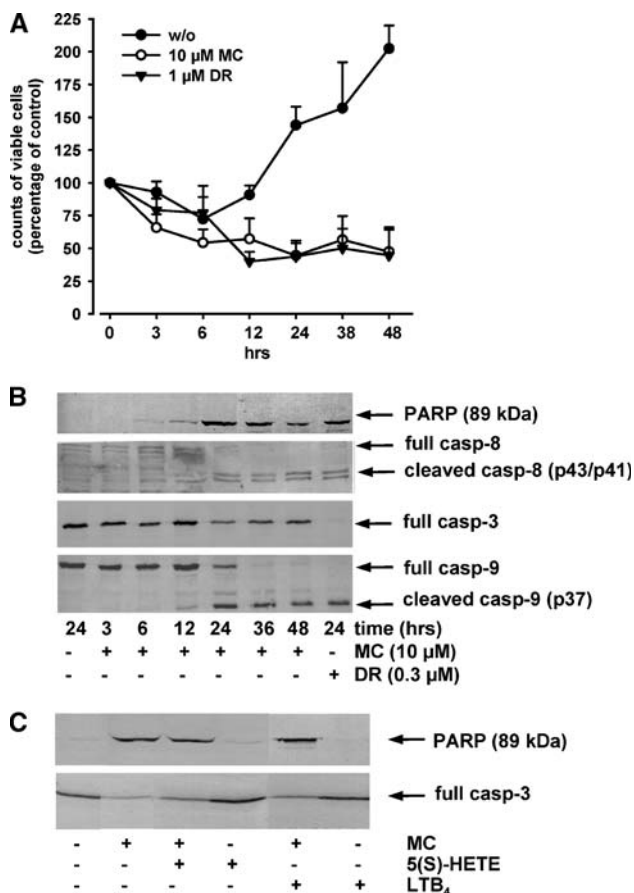 A
w/o
10 µM MC
1 µM DR
counts of viable cells
(percentage of control)
225
200
175
150
125
100
75
50
25
0
0 3 6 12 24 38 48
hrs
B
PARP (89 kDa)
full casp-8
cleaved casp-8 (p43/p41)
full casp-3
full casp-9
cleaved casp-9 (p37)
24 3 6 12 24 36 48 24 time (hrs)
- + + + + + + - MC (10 µM)
- - - - - - - + DR (0.3 µM)
C
PARP (89 kDa)
full casp-3
- + + - + - MC
- - + + - - 5(S)-HETE
- - - - + + LTB₄